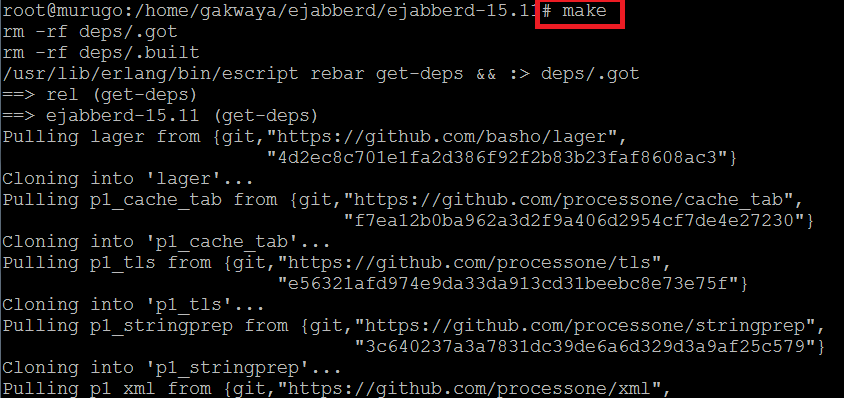 root@murugo:/home/gakwaya/ejabberd/ejabberd-15.11# make
rm -rf deps/.got
rm -rf deps/.built
/usr/lib/erlang/bin/escript rebar get-deps && :> deps/.got
==> rel (get-deps)
==> ejabberd-15.11 (get-deps)
Pulling lager from {git,"https://github.com/basho/lager",
"4d2ec8c701e1fa2d386f92f2b83b23faf8608ac3"}
Cloning into 'lager'...
Pulling p1_cache_tab from {git,"https://github.com/processone/cache_tab",
"f7ea12b0ba962a3d2f9a406d2954cf7de4e27230"}
Cloning into 'p1_cache_tab'...
Pulling p1_tls from {git,"https://github.com/processone/tls",
"e56321afd974e9da33da913cd31beebc8e73e75f"}
Cloning into 'p1_tls'...
Pulling p1_stringprep from {git,"https://github.com/processone/stringprep",
"3c640237a3a7831dc39de6a6d329d3a9af25c579"}
Cloning into 'p1_stringprep'...
Pulling p1_xml from {git,"https://github.com/processone/xml",